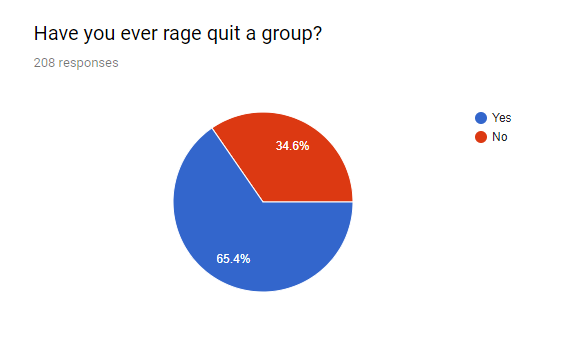 Have you ever rage quit a group?
208 responses
Yes
No
34.6%
65.4%